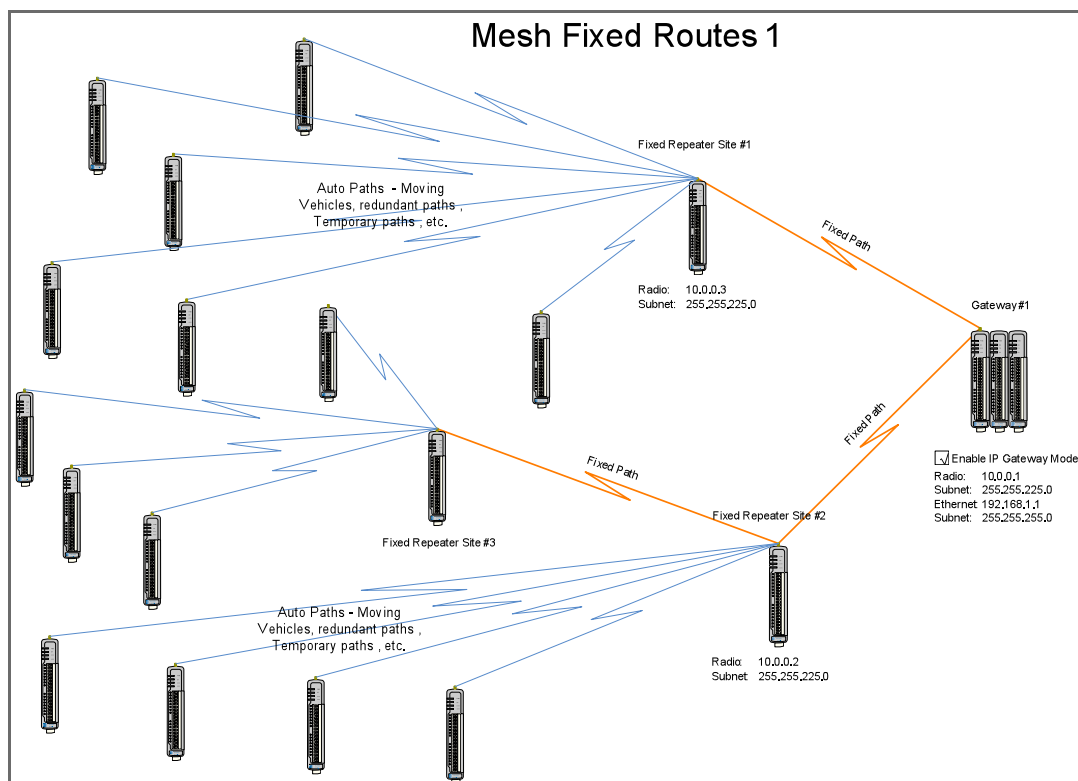 Mesh Fixed Routes 1
Fixed Repeater Site #1
Auto Paths - Moving
Vehicles, redundant paths ,
Temporary paths , etc.
Fixed Path
Radio: 10.0.0.3
Subnet: 255.255.225.0
Gateway#1
Fixed Path
Enable IP Gateway Mode
Radio: 10.0.0.1
Subnet: 255.255.225.0
Ethernet 192.168.1.1
Subnet: 255.255.255.0
Fixed Path
Fixed Repeater Site #2
Fixed Repeater Site #3
Auto Paths - Moving
Vehicles, redundant paths ,
Temporary paths , etc.
Radio: 10.0.0.2
Subnet: 255.255.225.0